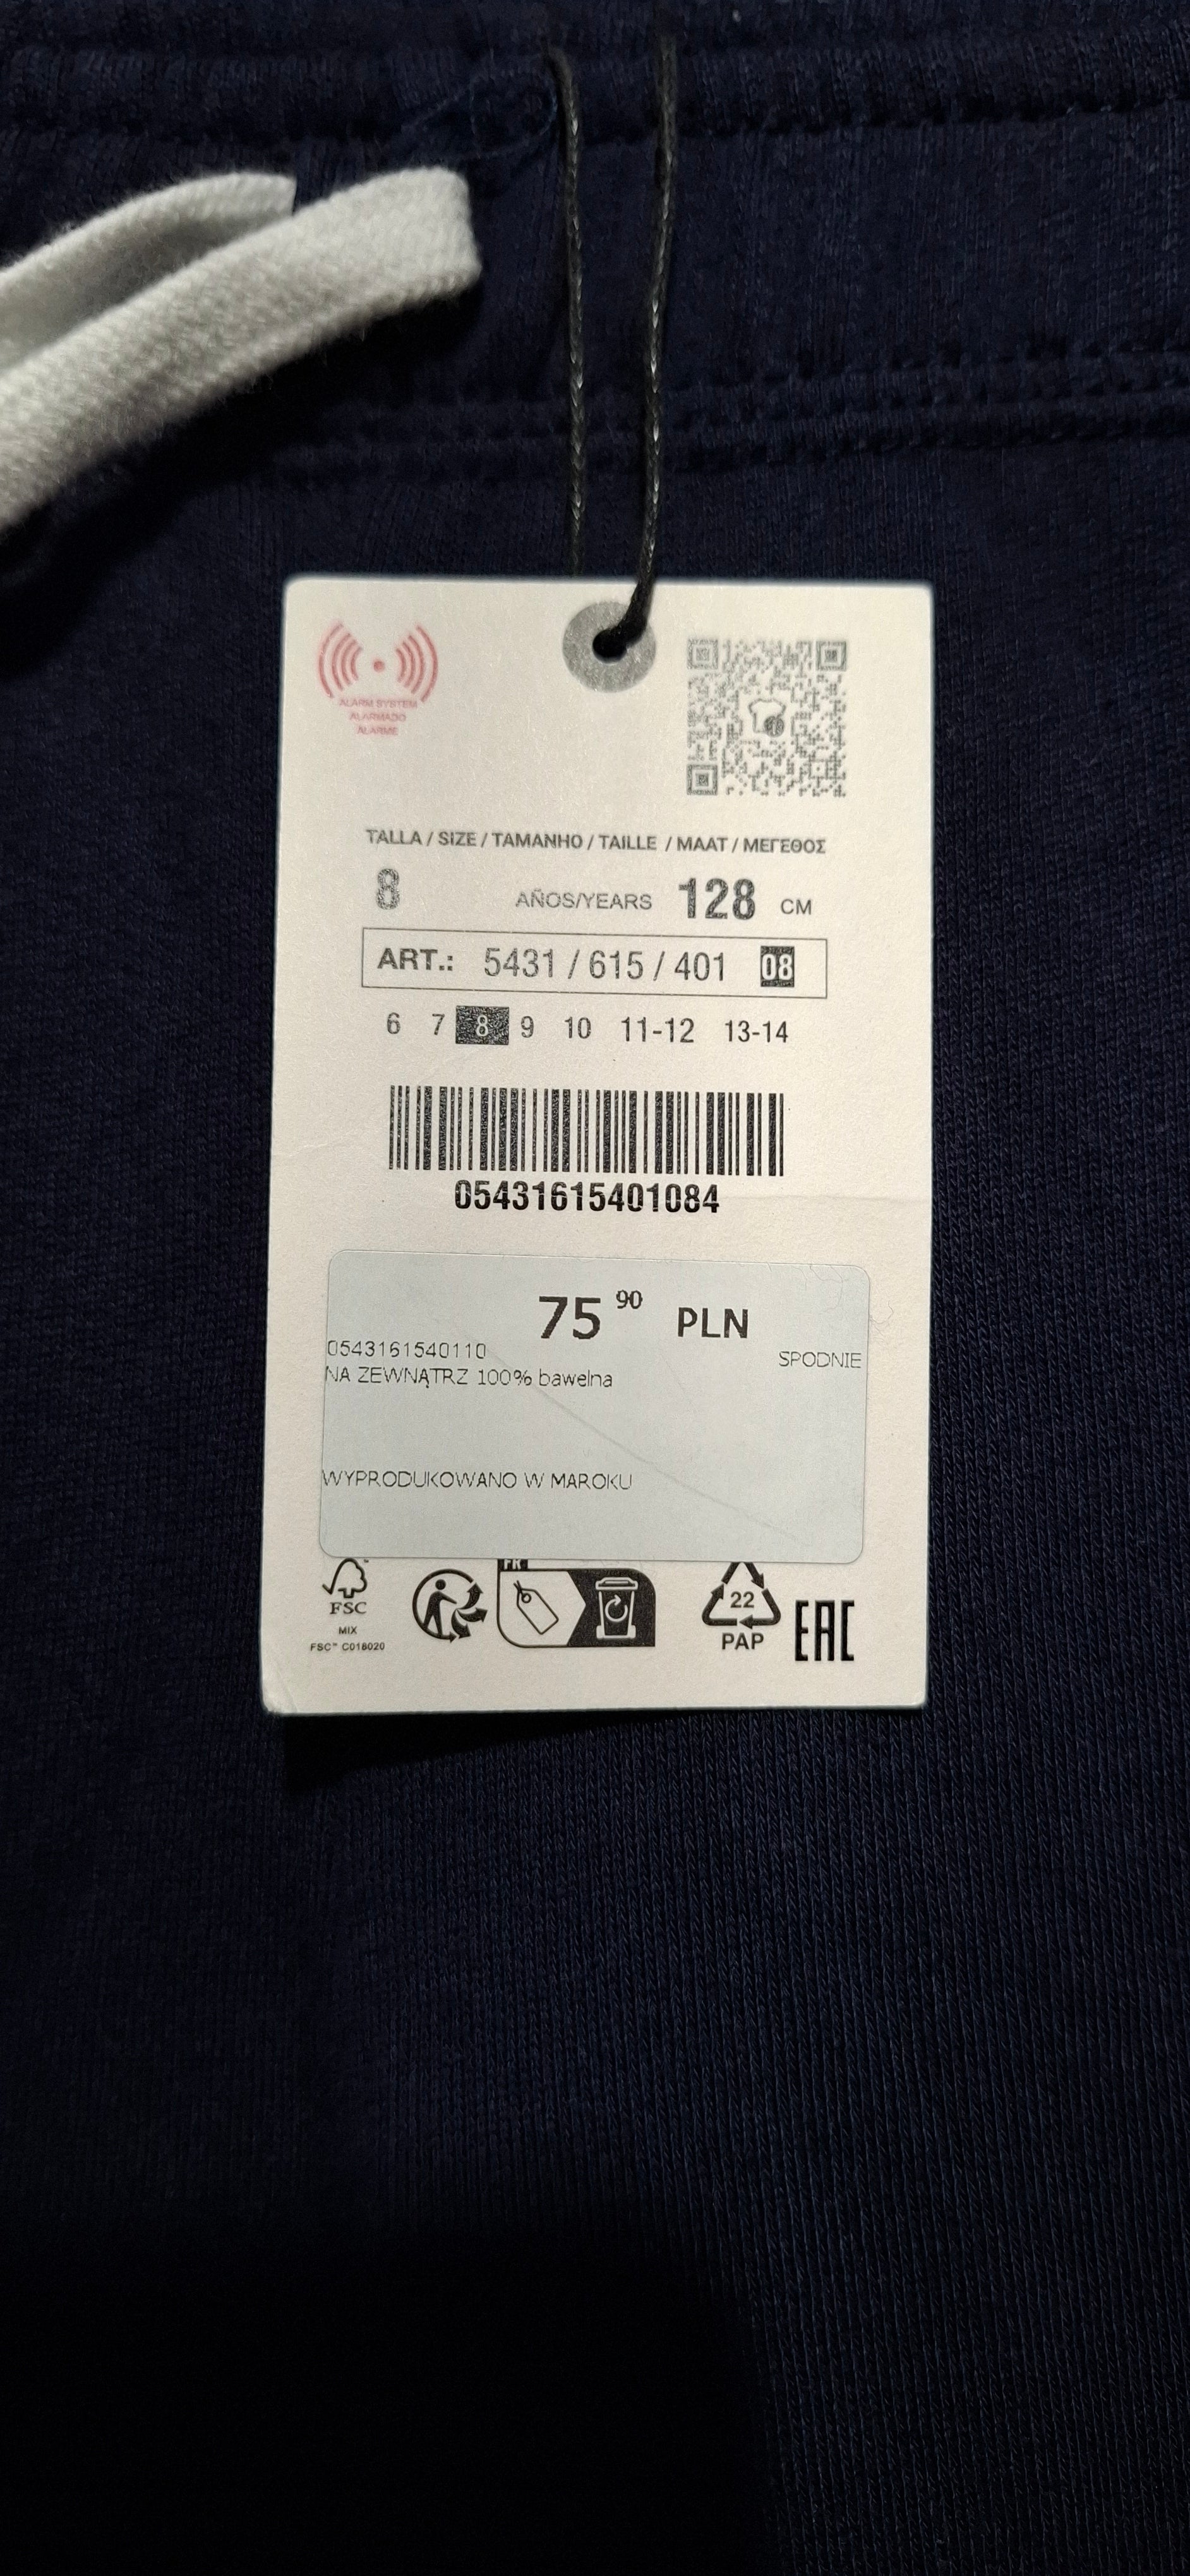 ALARM SYSTEM
ALARMADO
ALARME
TALLA / SIZE / TAMANHO / TAILLE / MAAT / ΜΕΓΕΘΟΣ
8 AÑOS/YEARS 128 CM
ART.: 5431 / 615 / 401 08
6 7 8 9 10 11-12 13-14
05431615401084
75 90 PLN
0543161540110
SPODNIE
NA ZEWNĄTRZ 100% bawelna
WYPRODUKOWANO W MAROKU
FR
FSC
MIX
FSC™ C018020
22
PAP
EAC